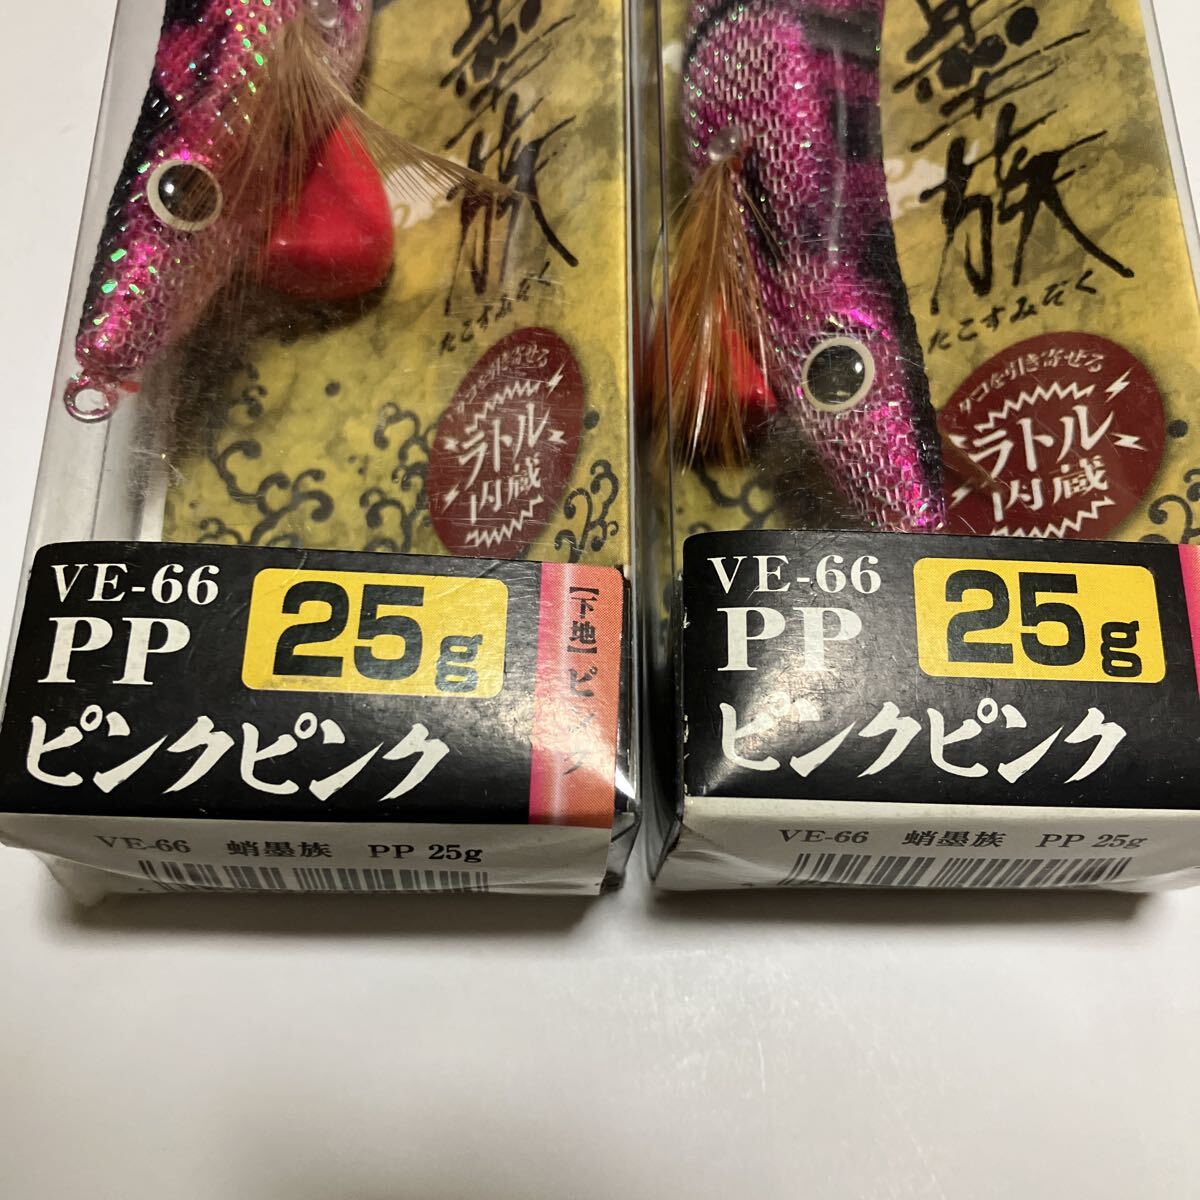 墨族
たこすみぞく
タコを引き寄せる
ラトル
内蔵
VE-66
PP
25g
【下地】ピンク
ピンクピンク
VE-66 蛸墨族 PP 25g
墨族
たこすみぞく
タコを引き寄せる
ラトル
内蔵
VE-66
PP
25g
ピンクピンク
VE-66 蛸墨族 PP 25g